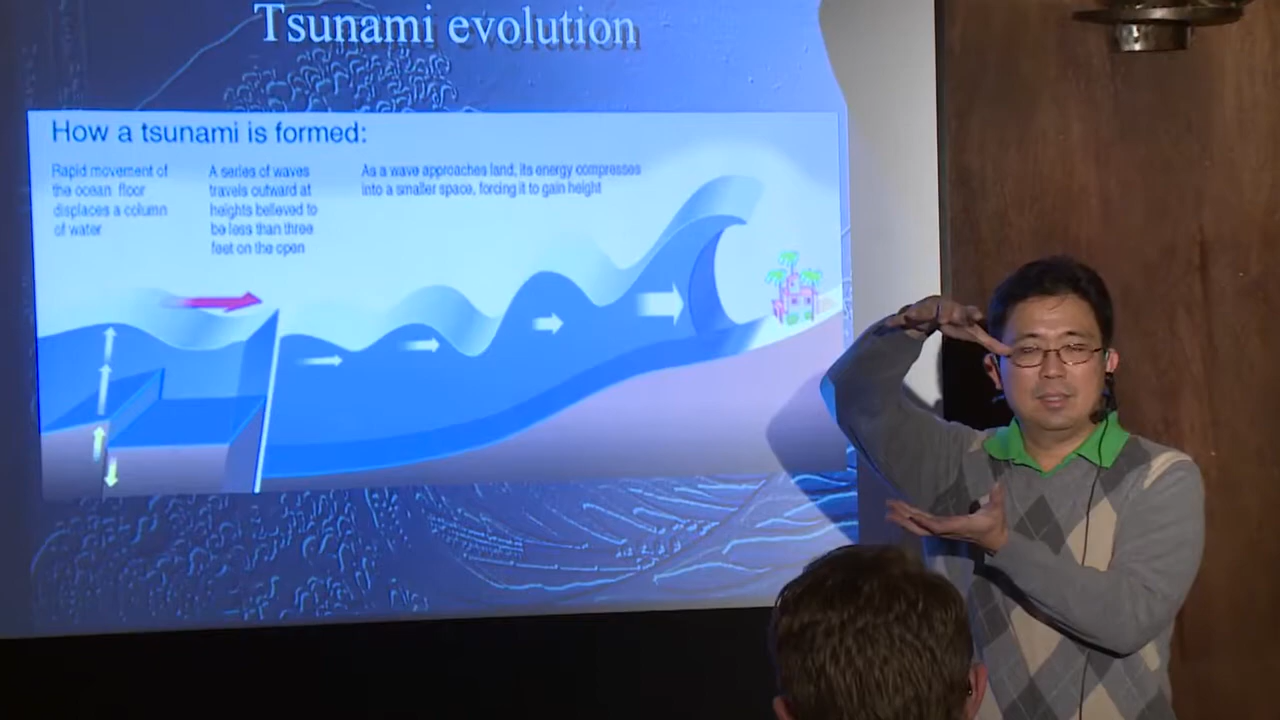 Tsunami evolution
How a tsunami is formed:
Rapid movement of
the ocean floor
displaces a column
of water
A series of waves
travels outward at
heights believed to
be less than three
feet on the open
As a wave approaches land, its energy compresses
into a smaller space, forcing it to gain height